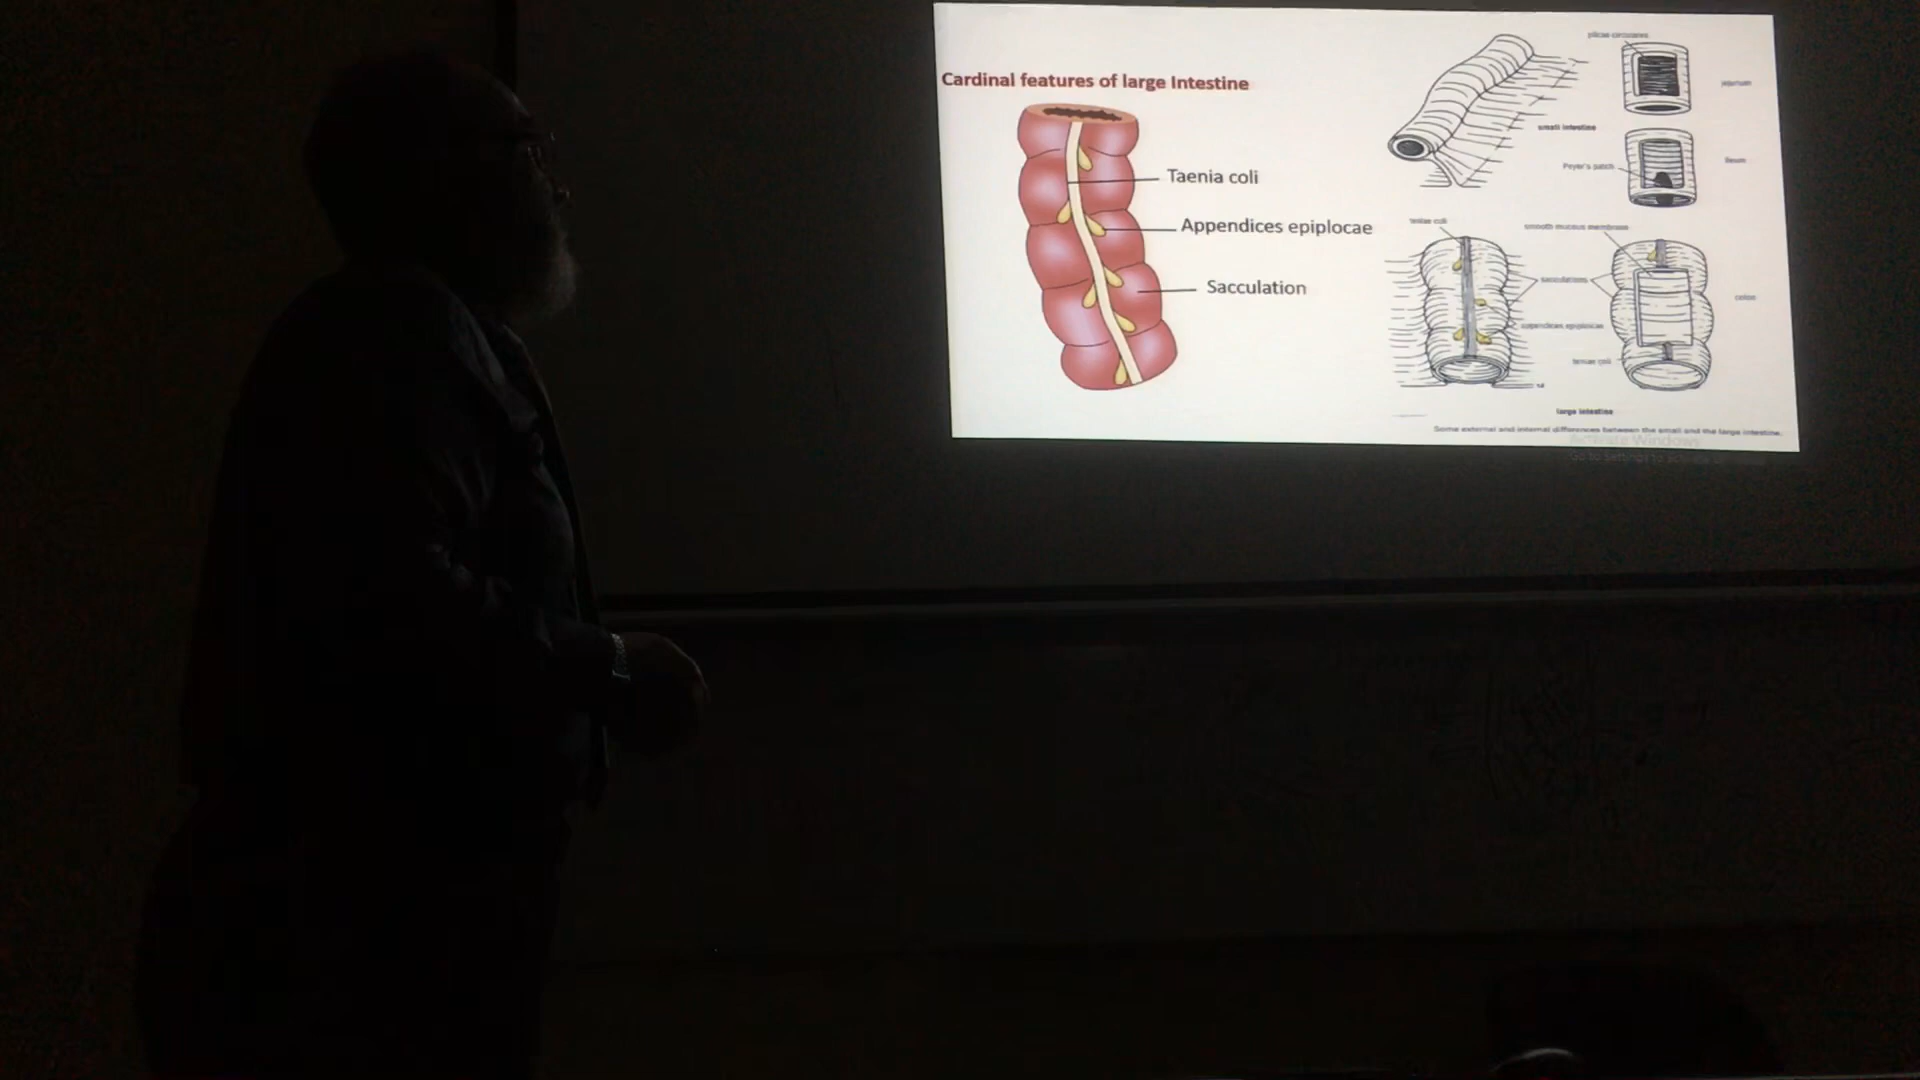 Cardinal features of large Intestine
Taenia coli
Appendices epiplocae
Sacculation
plicae circulares
jejunum
small intestine
Peyer's patch
ileum
teniae coli
smooth mucous membrane
sacculations
colon
appendices epiploicae
teniae coli
large intestine
Some external and internal differences between the small and the large intestine.
Activate Windows
Go to Settings to